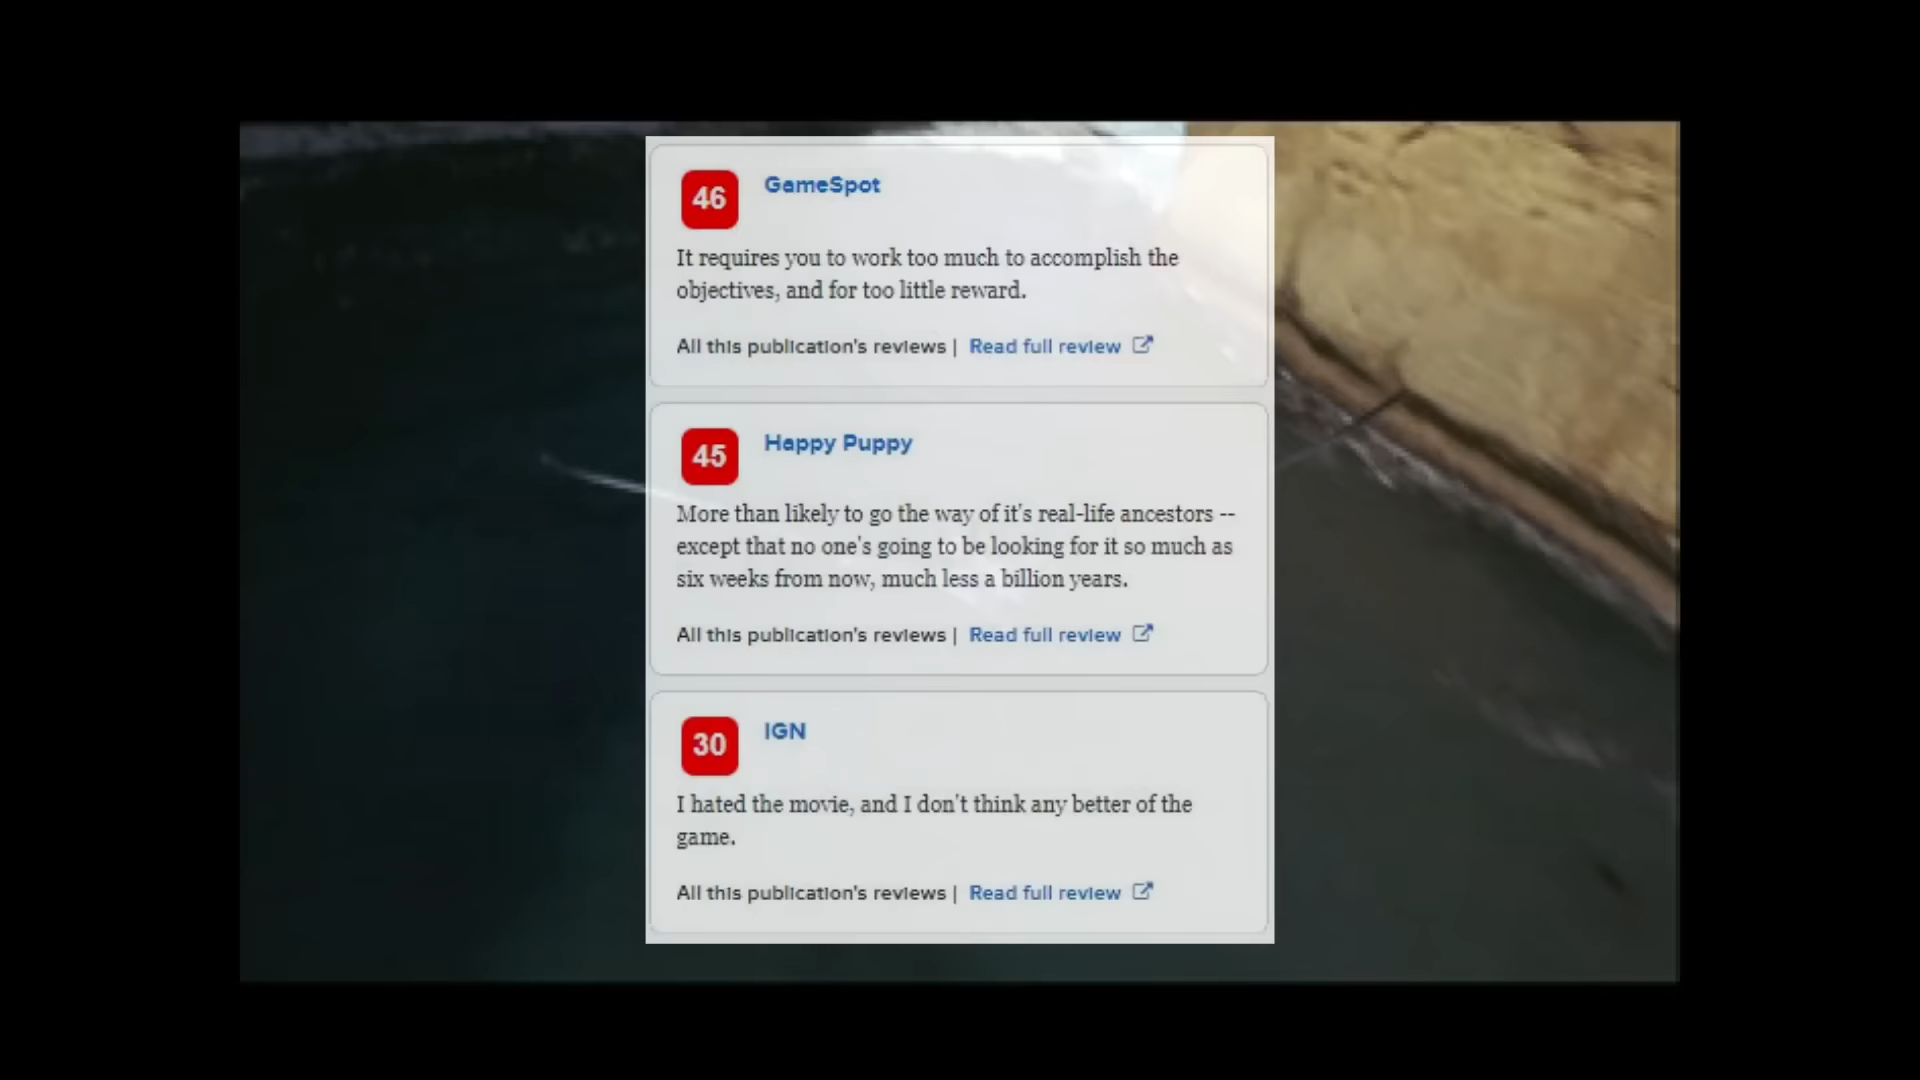 46 GameSpot
It requires you to work too much to accomplish the
objectives, and for too little reward.
All this publication's reviews | Read full review
45 Happy Puppy
More than likely to go the way of it's real-life ancestors --
except that no one's going to be looking for it so much as
six weeks from now, much less a billion years.
All this publication's reviews | Read full review
30 IGN
I hated the movie, and I don't think any better of the
game.
All this publication's reviews | Read full review